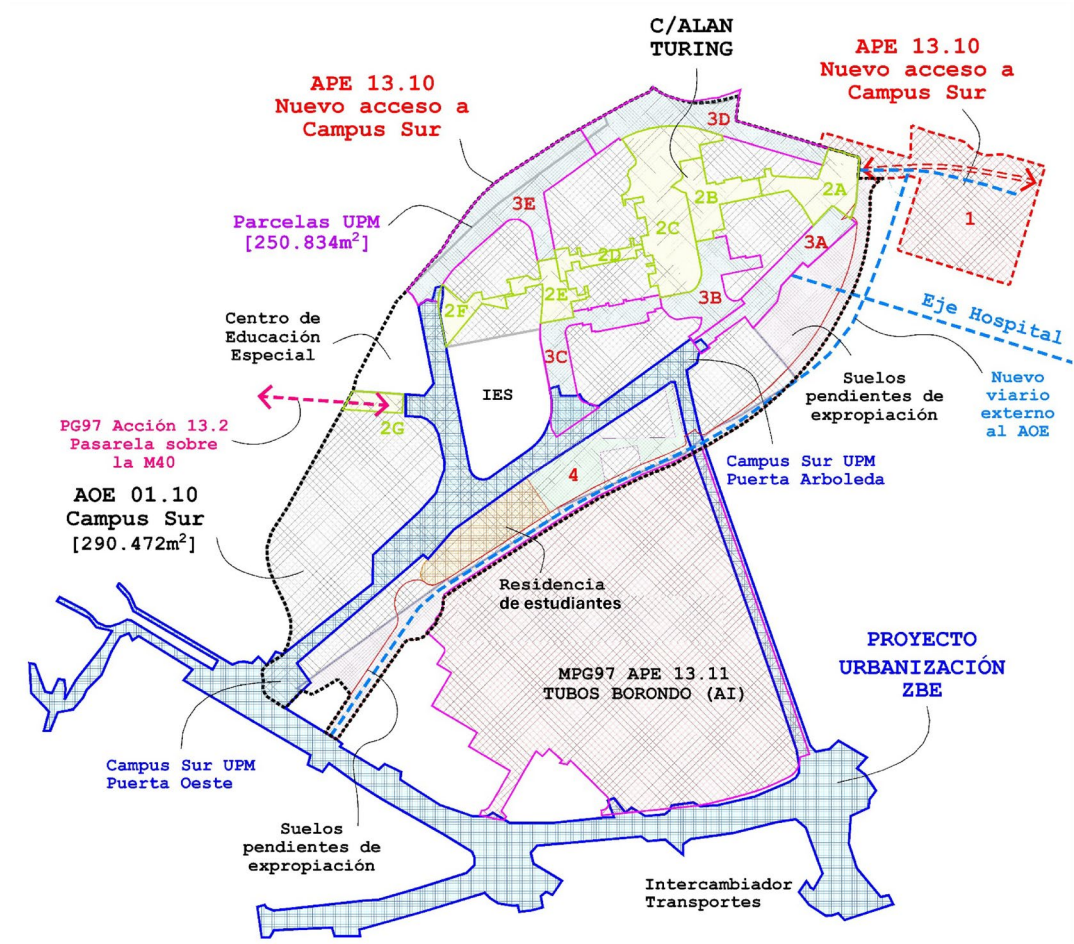 C/ALAN
TURING
APE 13.10
Nuevo acceso a
Campus Sur
APE 13.10
Nuevo acceso a
Campus Sur
3D
2A
3E
2B
1
Parcelas UPM
[250.834m²]
2C
3A
2D
2E
3B
2F
Eje Hospital
Centro de
Educación
Especial
3C
IES
Suelos
pendientes de
expropiación
Nuevo
viario
externo
al AOE
2G
PG97 Acción 13.2
Pasarela sobre
la M40
Campus Sur UPM
Puerta Arboleda
4
AOE 01.10
Campus Sur
[290.472m²]
Residencia
de estudiantes
PROYECTO
URBANIZACIÓN
ZBE
MPG97 APE 13.11
TUBOS BORONDO (AI)
Campus Sur UPM
Puerta Oeste
Suelos
pendientes de
expropiación
Intercambiador
Transportes